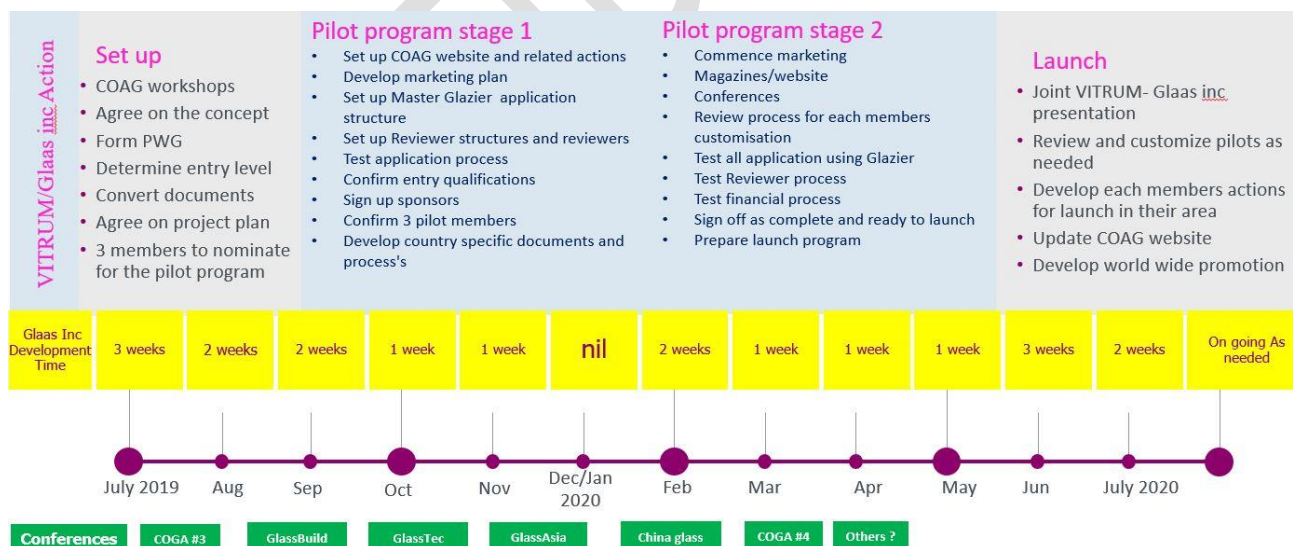 VITRUM/Glaas inc Action
Set up
• COAG workshops
• Agree on the concept
• Form PWG
• Determine entry level
• Convert documents
• Agree on project plan
• 3 members to nominate
for the pilot program
Pilot program stage 1
• Set up COAG website and related actions
• Develop marketing plan
• Set up Master Glazier application
structure
• Set up Reviewer structures and reviewers
• Test application process
• Confirm entry qualifications
• Sign up sponsors
• Confirm 3 pilot members
• Develop country specific documents and
process's
Pilot program stage 2
• Commence marketing
• Magazines/website
• Conferences
• Review process for each members
customisation
• Test all application using Glazier
• Test Reviewer process
• Test financial process
• Sign off as complete and ready to launch
• Prepare launch program
Launch
• Joint VITRUM- Glaas inc
presentation
• Review and customize pilots as
needed
• Develop each members actions
for launch in their area
• Update COAG website
• Develop world wide promotion
Glaas Inc
Development
Time
3 weeks
2 weeks
2 weeks
1 week
1 week
nil
2 weeks
1 week
1 week
1 week
3 weeks
2 weeks
On going As
needed
July 2019
Aug
Sep
Oct
Nov
Dec/Jan
2020
Feb
Mar
Apr
May
Jun
July 2020
Conferences
COGA #3
GlassBuild
GlassTec
GlassAsia
China glass
COGA #4
Others ?